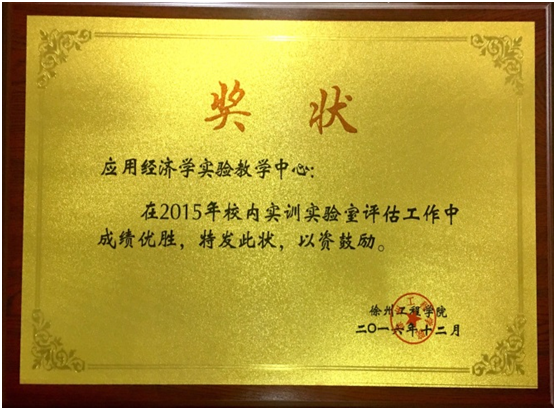 奖状
应用经济学实验教学中心:
在2015年校内实训实验室评估工作中
成绩优胜，特发此状，以资鼓励。
徐州工程学院
二〇一六年十二月